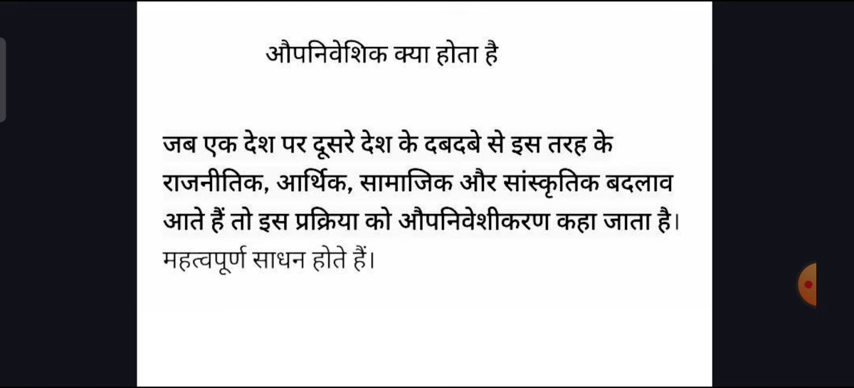 औपनिवेशिक क्या होता है
जब एक देश पर दूसरे देश के दबदबे से इस तरह के
राजनीतिक, आर्थिक, सामाजिक और सांस्कृतिक बदलाव
आते हैं तो इस प्रक्रिया को औपनिवेशीकरण कहा जाता है।
महत्वपूर्ण साधन होते हैं।